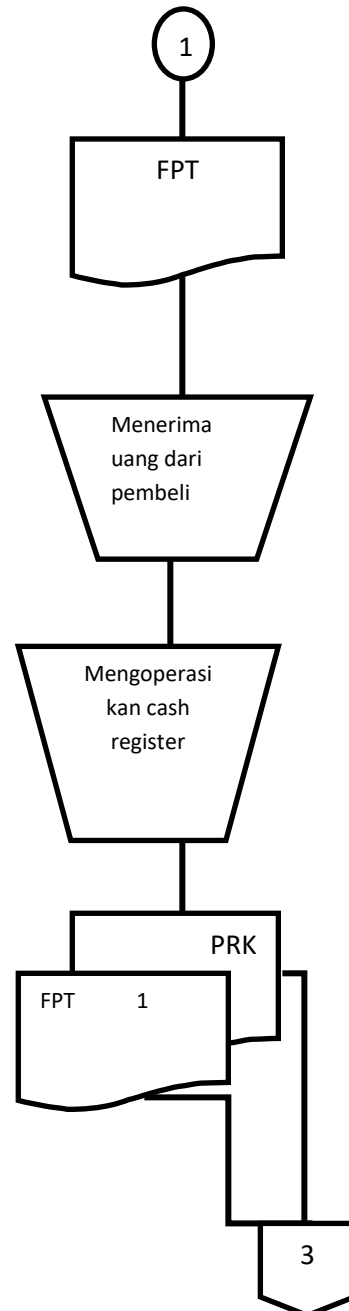 1
FPT
Menerima
uang dari
pembeli
Mengoperasi
kan cash
register
PRK
FPT 1
3